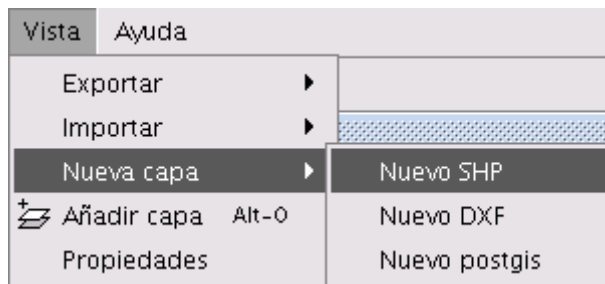 Vista Ayuda
Exportar
Importar
Nueva capa Nuevo SHP
Añadir capa Alt-O Nuevo DXF
Propiedades Nuevo postgis